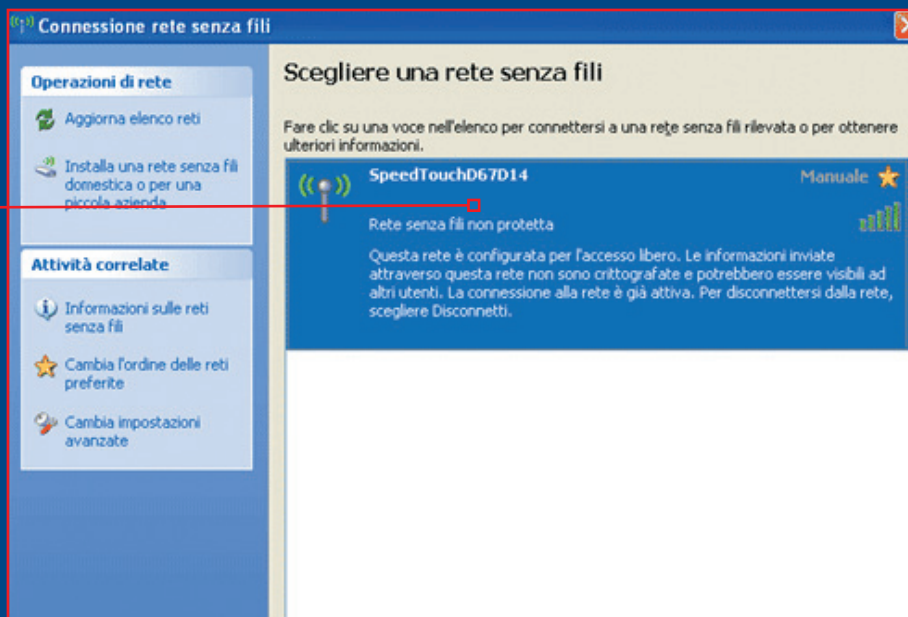 Connessione rete senza fili
Operazioni di rete
Aggiorna elenco reti
Installa una rete senza fili
domestica o per una
piccola azienda
Attività correlate
Informazioni sulle reti
senza fili
Cambia l'ordine delle reti
preferite
Cambia impostazioni
avanzate
Scegliere una rete senza fili
Fare clic su una voce nell'elenco per connettersi a una rete senza fili rilevata o per ottenere
ulteriori informazioni.
SpeedTouchD67D14
Manuale
Rete senza fili non protetta
Questa rete è configurata per l'accesso libero. Le informazioni inviate
attraverso questa rete non sono crittografate e potrebbero essere visibili ad
altri utenti. La connessione alla rete è già attiva. Per disconnettersi dalla rete,
scegliere Disconnetti.